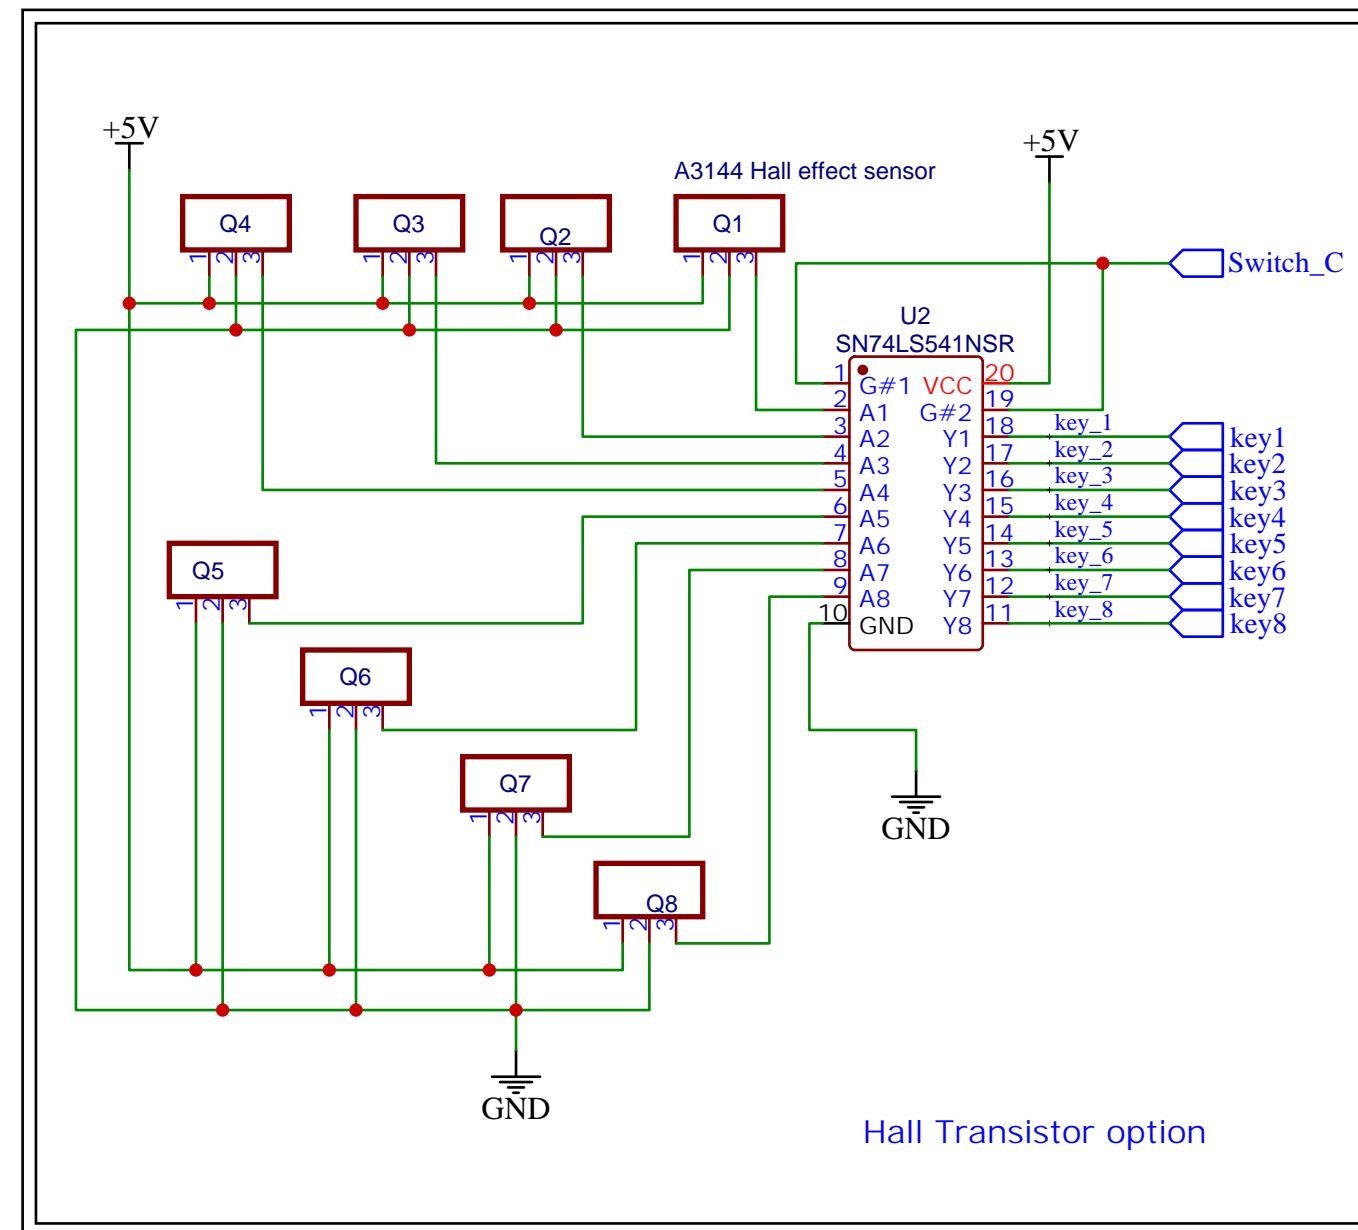 +5V
+5V
A3144 Hall effect sensor
Q4
Q3
Q2
Q1
1 2 3
1 2 3
1 2 3
1 2 3
Switch_C
U2
SN74LS541NSR
1 G#1 VCC 20
2 A1 G#2 19
3 A2 Y1 18 key_1 key1
4 A3 Y2 17 key_2 key2
5 A4 Y3 16 key_3 key3
6 A5 Y4 15 key_4 key4
7 A6 Y5 14 key_5 key5
8 A7 Y6 13 key_6 key6
9 A8 Y7 12 key_7 key7
10 GND Y8 11 key_8 key8
Q5
1 2 3
Q6
1 2 3
Q7
1 2 3
GND
Q8
1 2 3
GND
Hall Transistor option